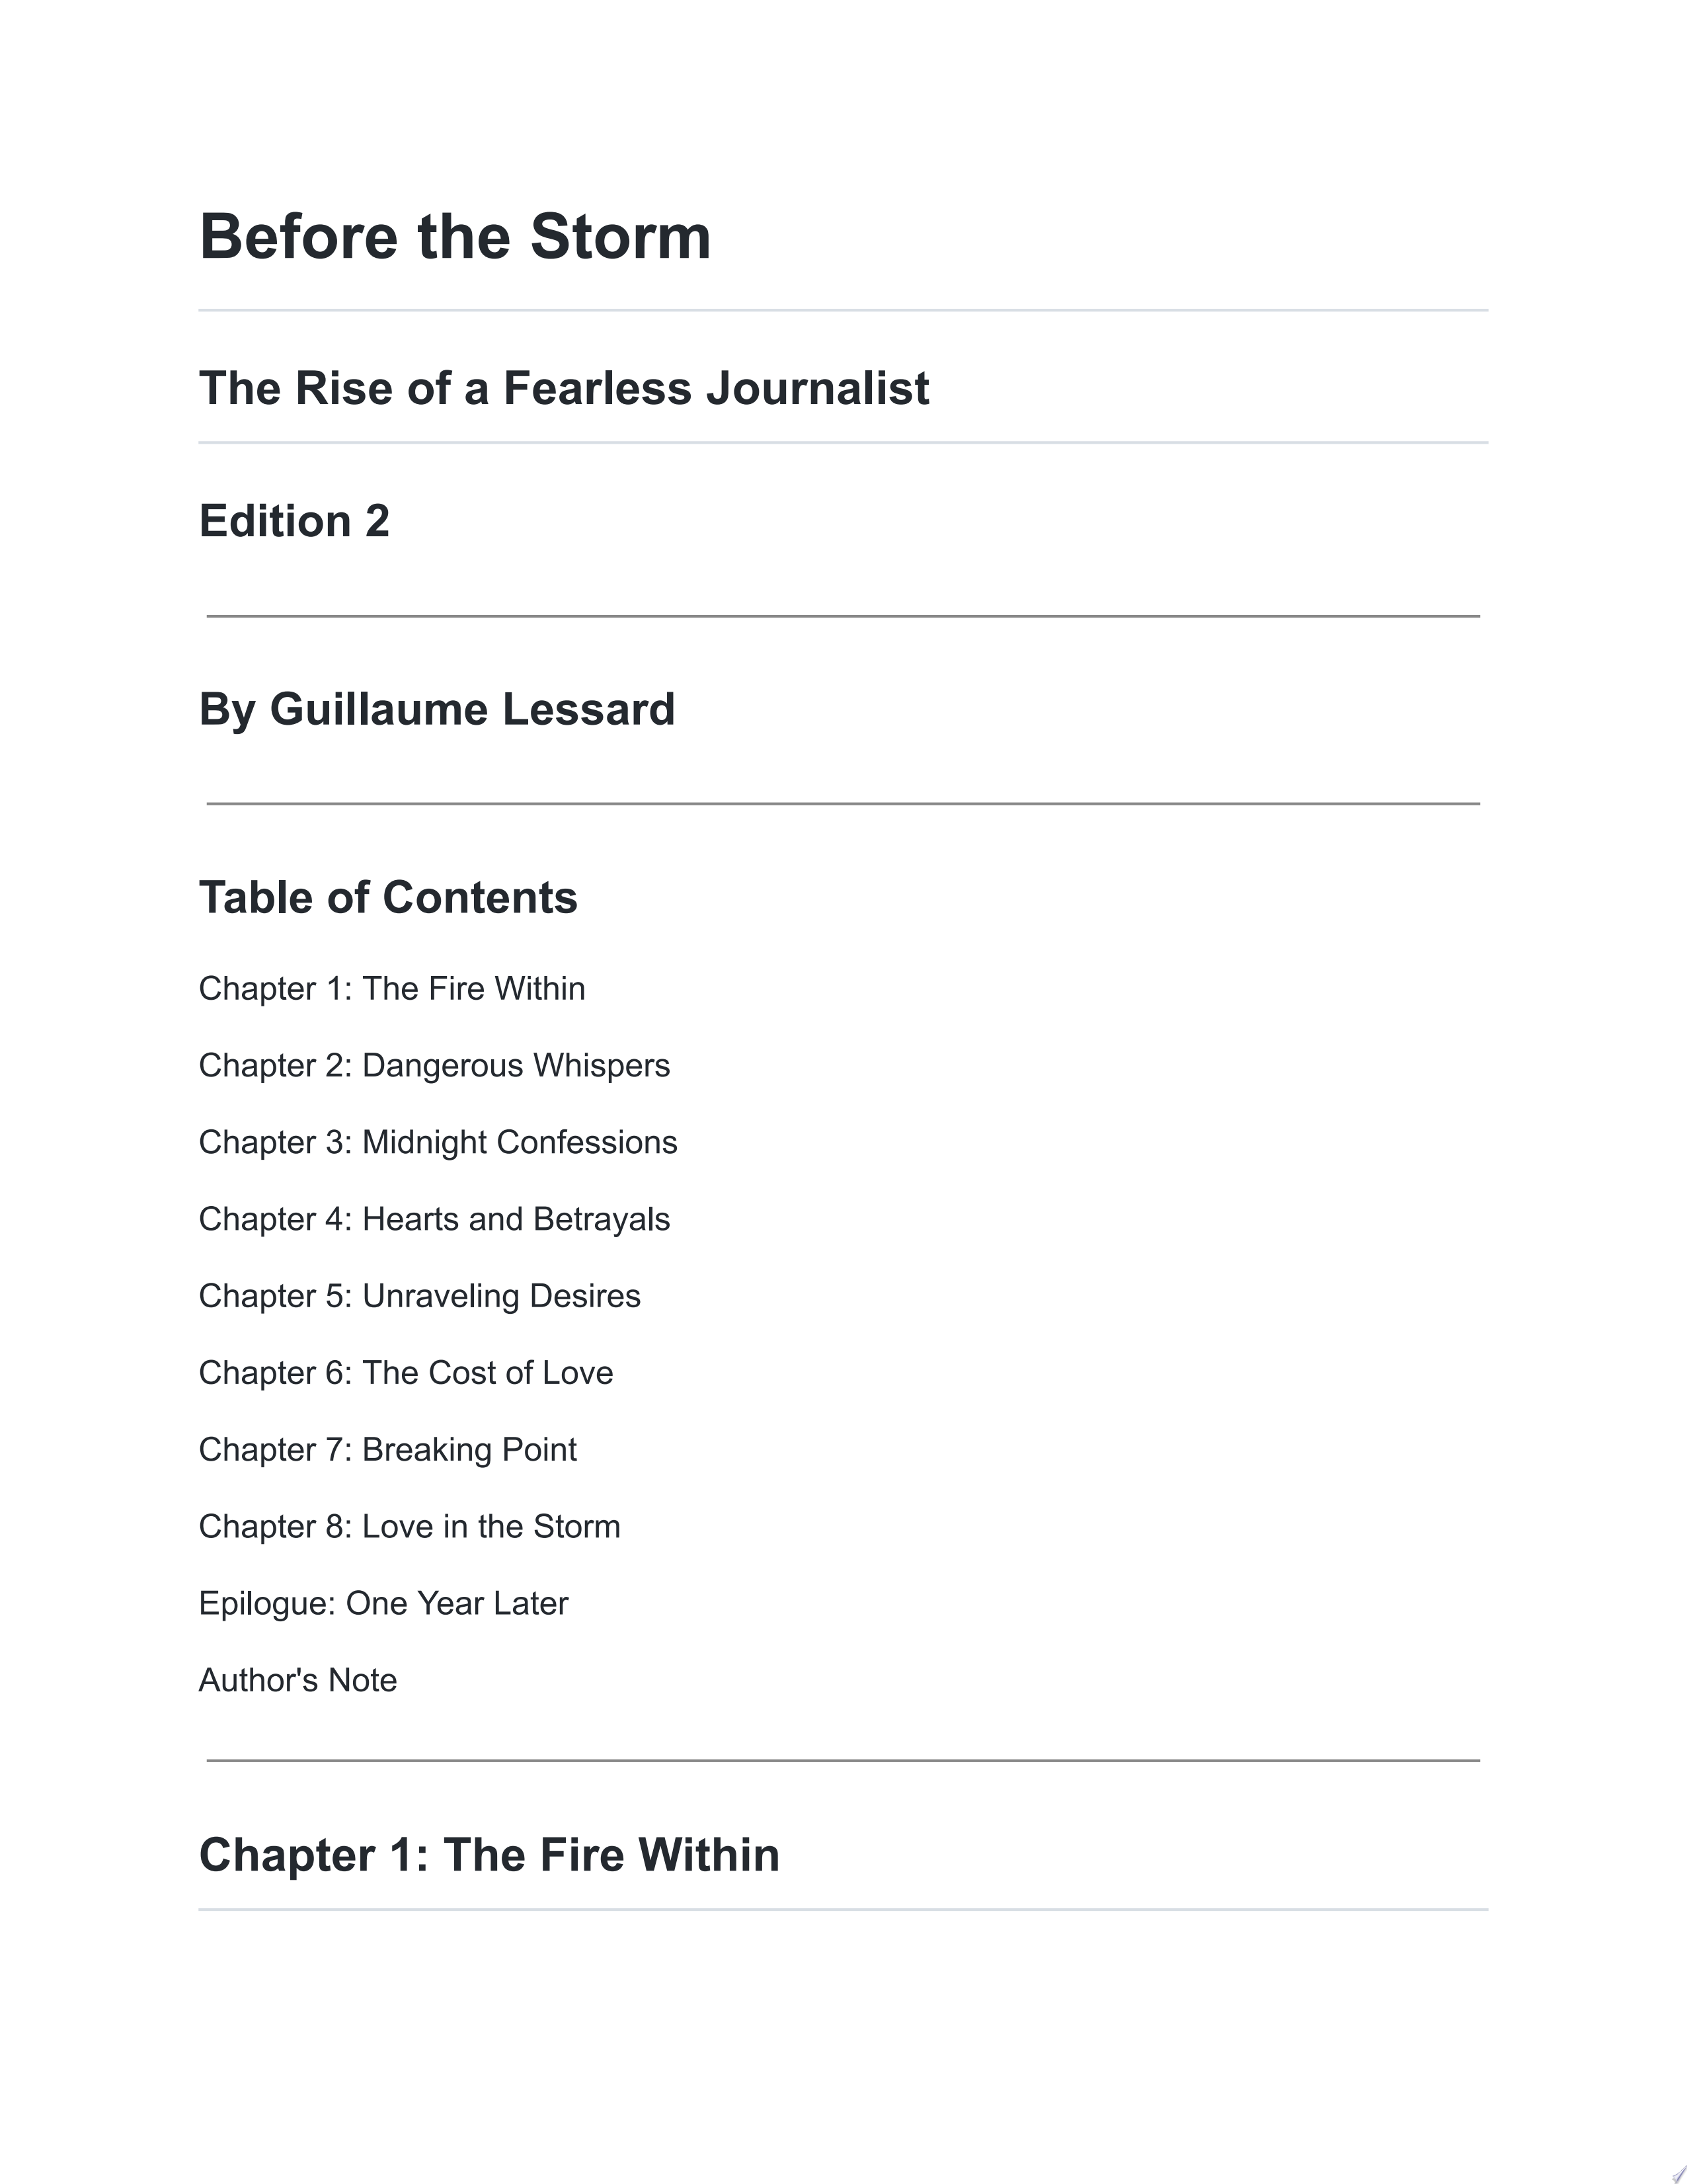 Before the Storm
The Rise of a Fearless Journalist
Edition 2
By Guillaume Lessard
Table of Contents
Chapter 1: The Fire Within
Chapter 2: Dangerous Whispers
Chapter 3: Midnight Confessions
Chapter 4: Hearts and Betrayals
Chapter 5: Unraveling Desires
Chapter 6: The Cost of Love
Chapter 7: Breaking Point
Chapter 8: Love in the Storm
Epilogue: One Year Later
Author's Note
Chapter 1: The Fire Within